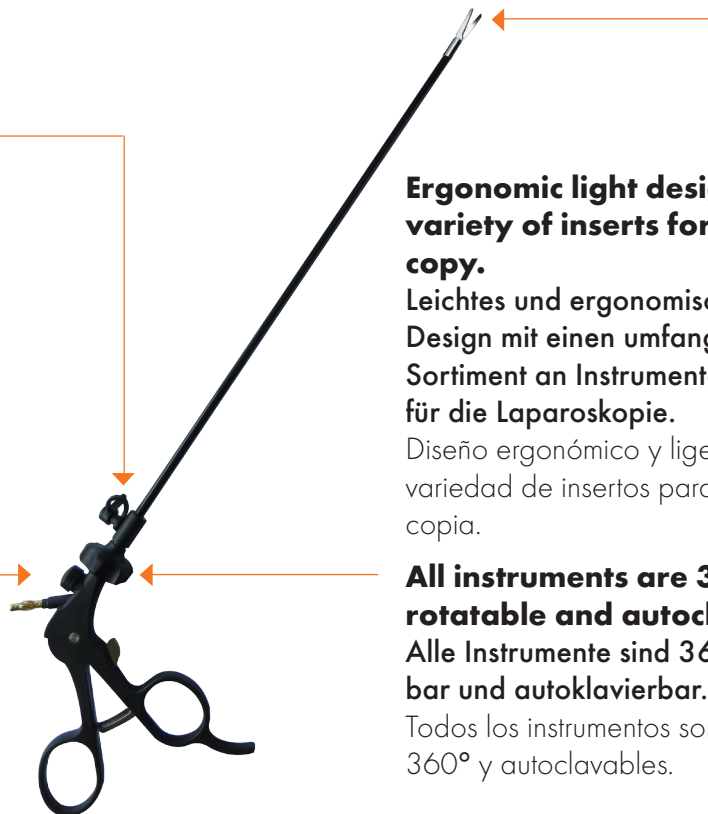 Ergonomic light desi
variety of inserts for
copy.
Leichtes und ergonomisc
Design mit einen umfang
Sortiment an Instrument
für die Laparoskopie.
Diseño ergonómico y lige
variedad de insertos para
copia.
All instruments are 3
rotatable and autocl
Alle Instrumente sind 36
bar und autoklavierbar.
Todos los instrumentos so
360° y autoclavables.